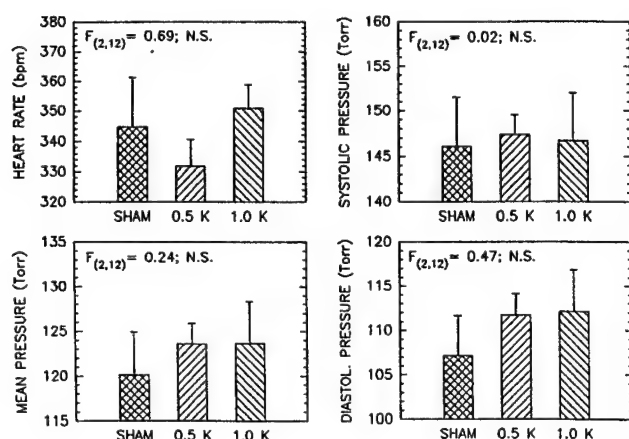 HEART RATE (bpm)
380
370
360
350
340
330
320
F(2,12)= 0.69; N.S.
SHAM 0.5 K 1.0 K
SYSTOLIC PRESSURE (Torr)
160
155
150
145
140
F(2,12)= 0.02; N.S.
SHAM 0.5 K 1.0 K
MEAN PRESSURE (Torr)
135
130
125
120
115
F(2,12)= 0.24; N.S.
SHAM 0.5 K 1.0 K
DIASTOL. PRESSURE (Torr)
120
115
110
105
100
F(2,12)= 0.47; N.S.
SHAM 0.5 K 1.0 K